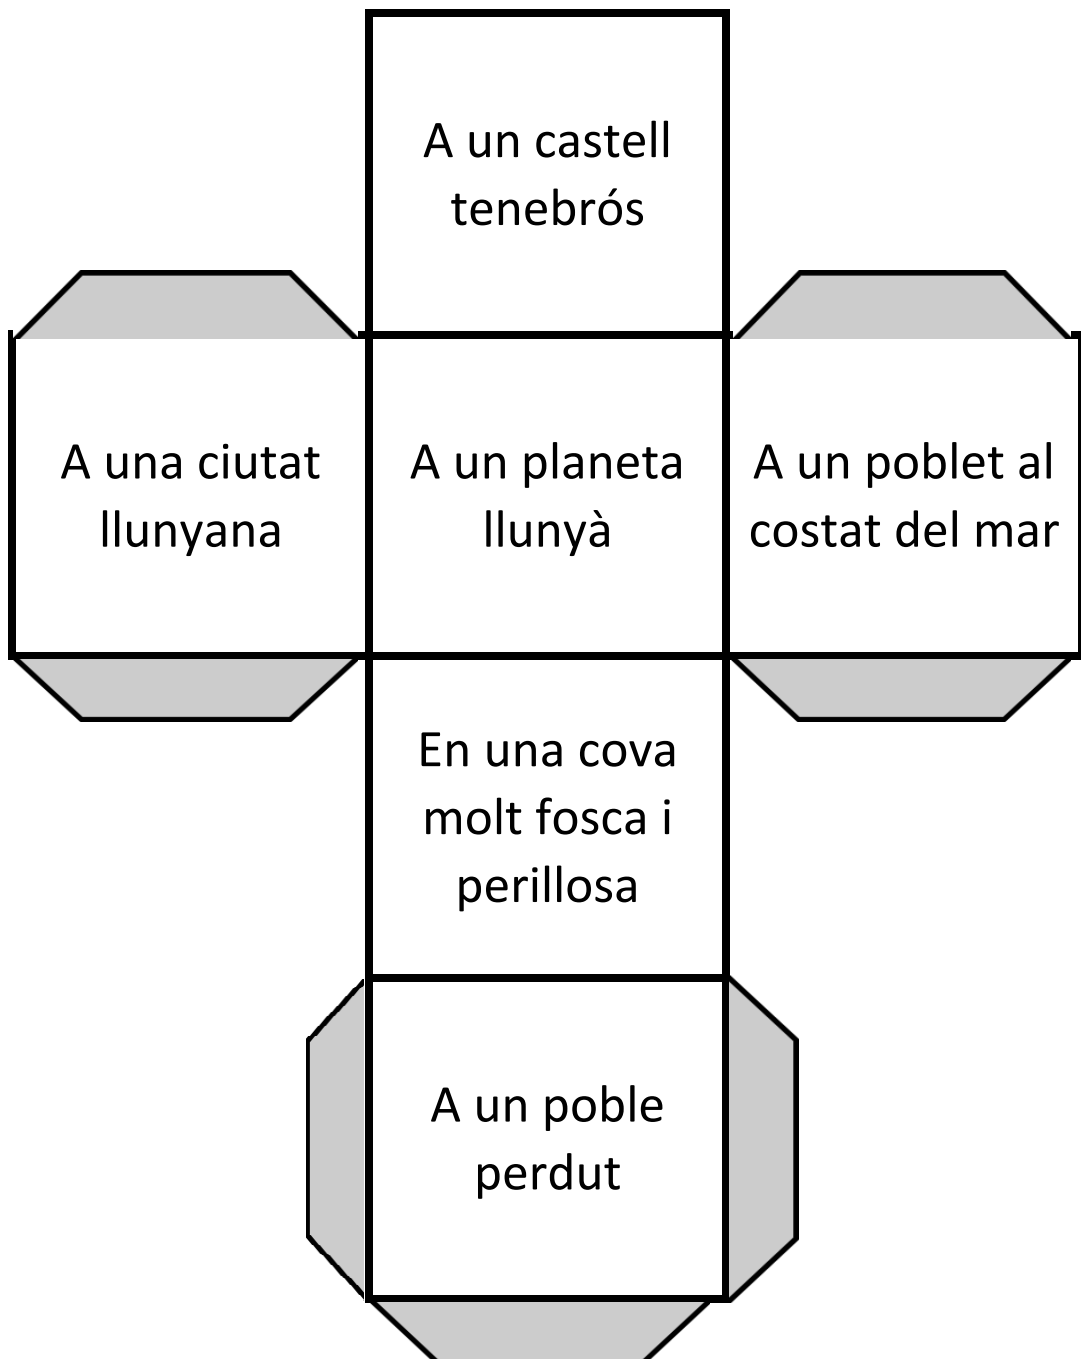 A un castell
tenebrós
A una ciutat
llunyana
A un planeta
llunyà
A un poblet al
costat del mar
En una cova
molt fosca i
perillosa
A un poble
perdut